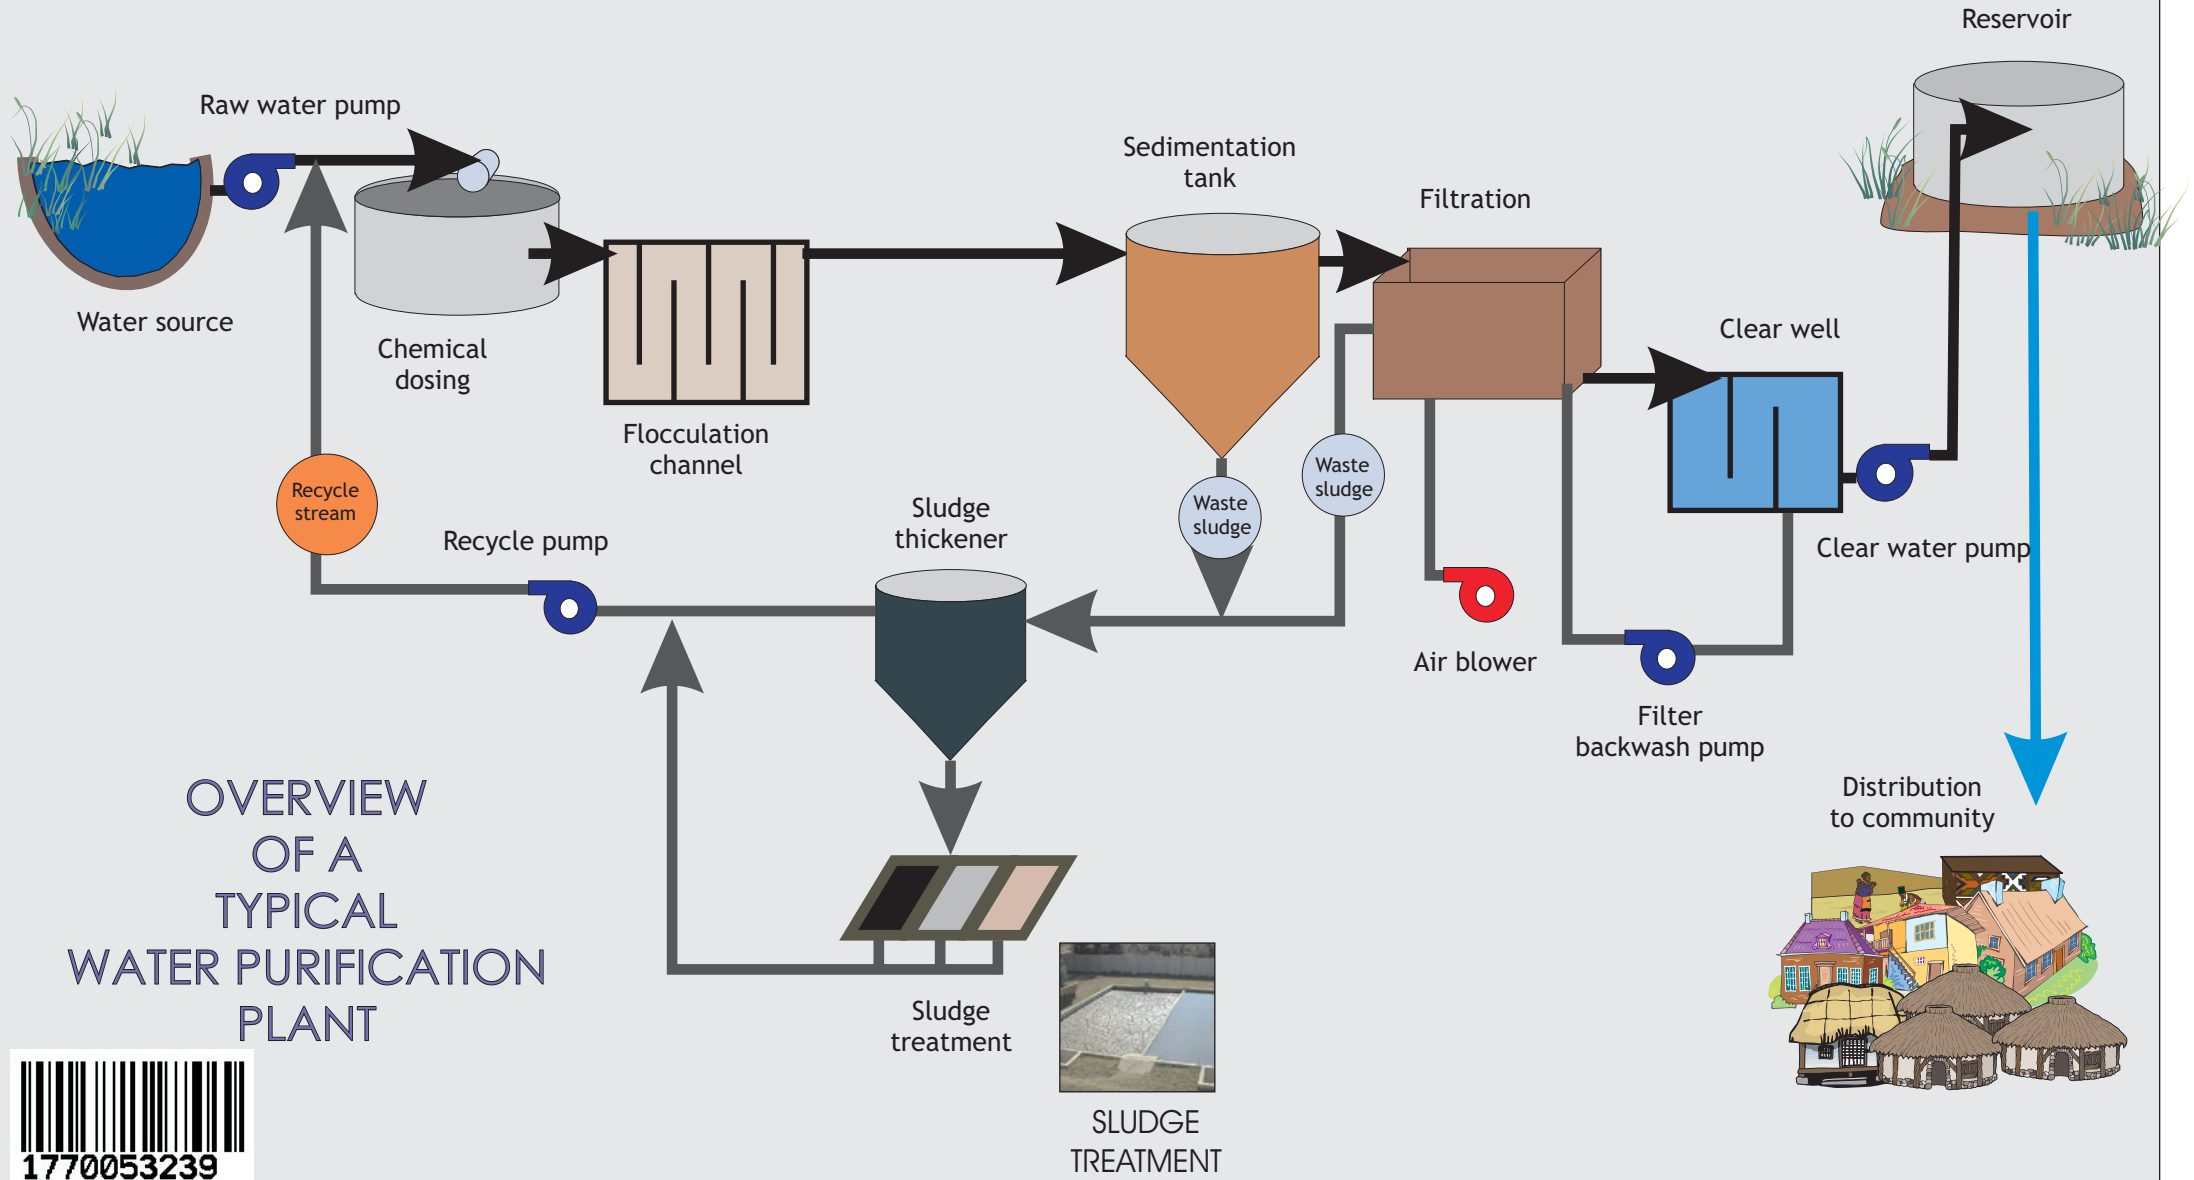 Reservoir
Raw water pump
Sedimentation
tank
Filtration
Water source
Chemical
dosing
Clear well
Flocculation
channel
Waste
sludge
Waste
sludge
Recycle
stream
Sludge
thickener
Recycle pump
Clear water pump
Air blower
Filter
backwash pump
Distribution
to community
OVERVIEW
OF A
TYPICAL
WATER PURIFICATION
PLANT
Sludge
treatment
SLUDGE
TREATMENT
1770053239